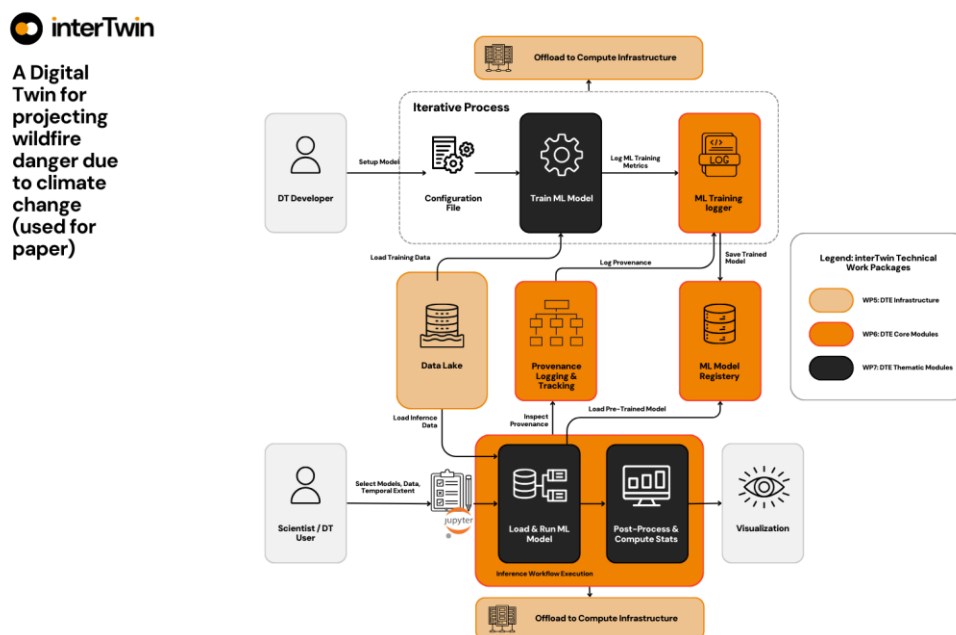 interTwin
A Digital
Twin for
projecting
wildfire
danger due
to climate
change
(used for
paper)
Offload to Compute Infrastructure
Iterative Process
DT Developer
Setup Model
Configuration
File
Train ML Model
Log ML Training
Metrics
</>
LOG
ML Training
logger
Load Training Data
Log Provenance
Save Trained
Model
Data Lake
Provenance
Logging &
Tracking
ML Model
Registery
Legend: interTwin Technical
Work Packages
WP5: DTE Infrastructure
WP6: DTE Core Modules
WP7: DTE Thematic Modules
Load Infernce
Data
Inspect
Provenance
Load Pre-Trained Model
Scientist / DT
User
Select Models, Data,
Temporal Extent
jupyter
Load & Run ML
Model
Post-Process &
Compute Stats
Visualization
Inference Workflow Execution
Offload to Compute Infrastructure